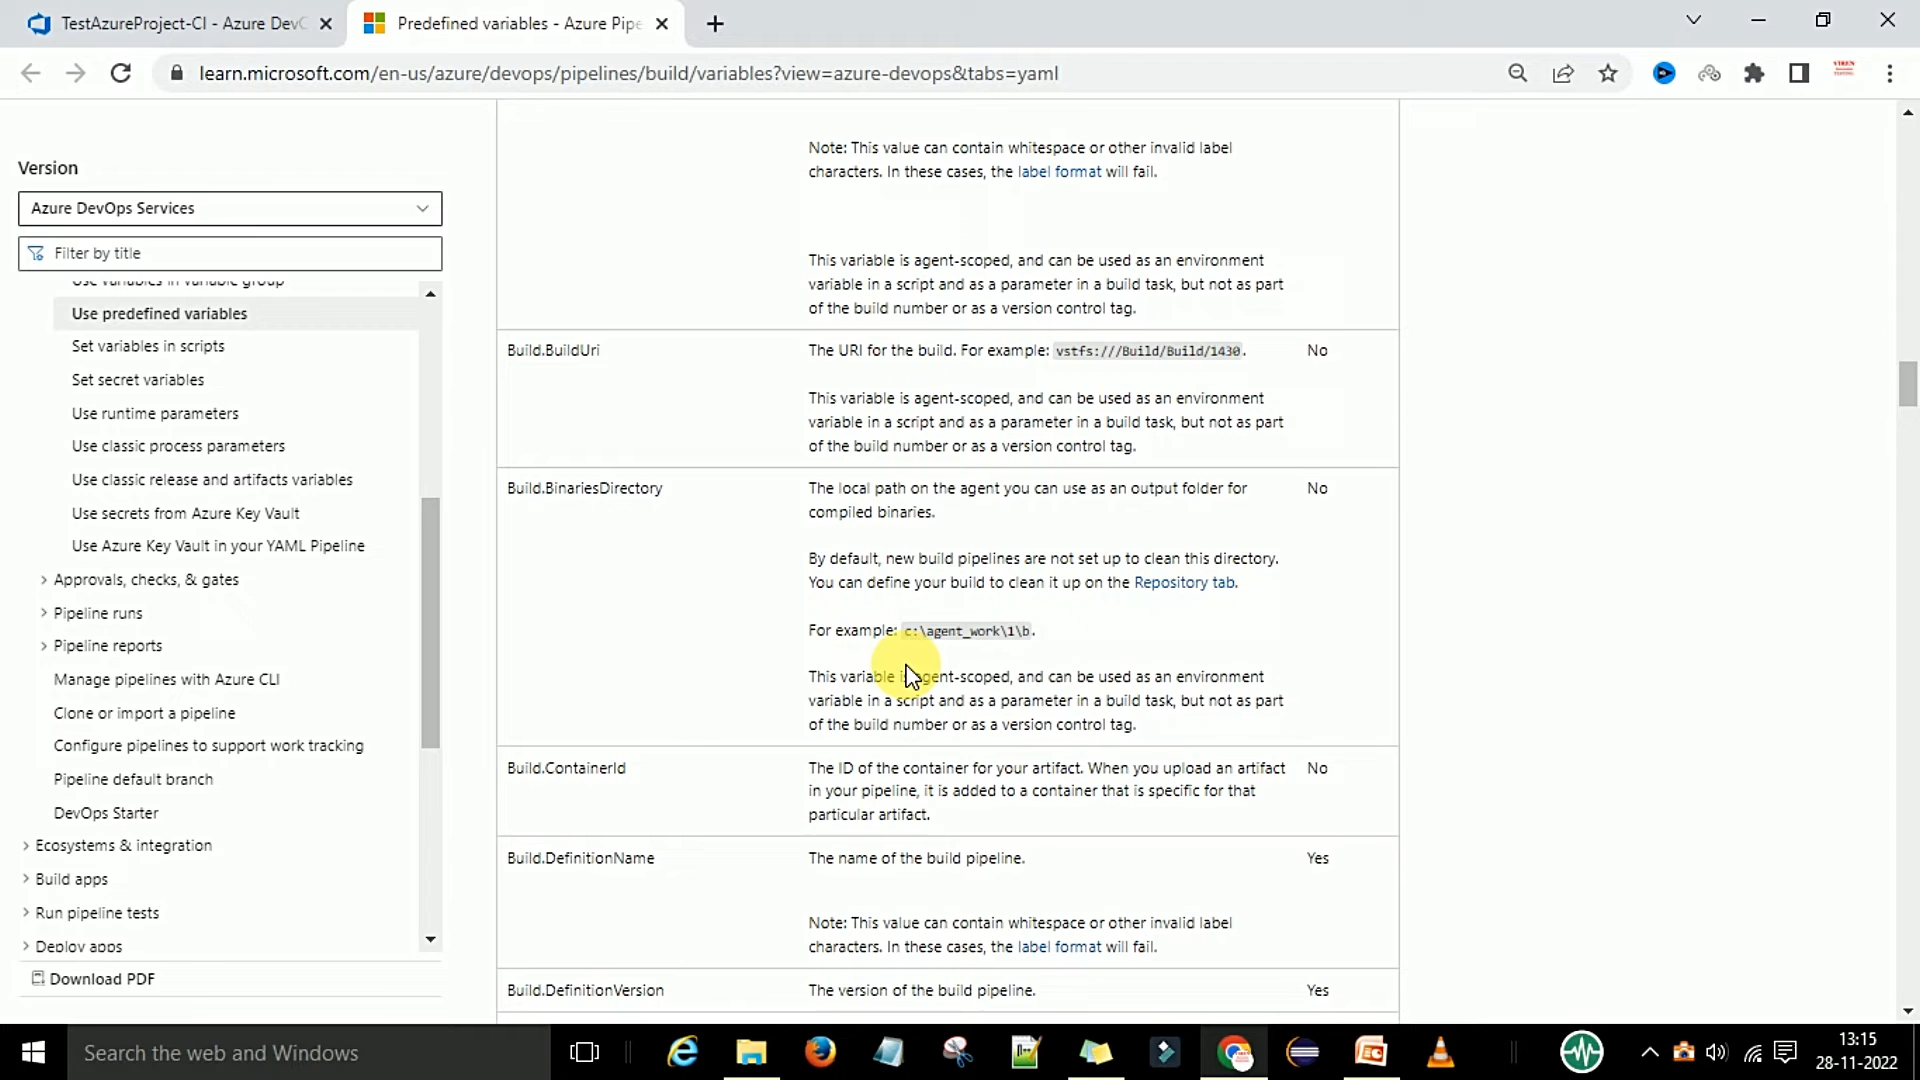 TestAzureProject-CI - Azure DevO
Predefined variables - Azure Pipe
learn.microsoft.com/en-us/azure/devops/pipelines/build/variables?view=azure-devops&tabs=yaml
Version
Azure DevOps Services
Filter by title
Use variables in variable group
Use predefined variables
Set variables in scripts
Set secret variables
Use runtime parameters
Use classic process parameters
Use classic release and artifacts variables
Use secrets from Azure Key Vault
Use Azure Key Vault in your YAML Pipeline
Approvals, checks, & gates
Pipeline runs
Pipeline reports
Manage pipelines with Azure CLI
Clone or import a pipeline
Configure pipelines to support work tracking
Pipeline default branch
DevOps Starter
Ecosystems & integration
Build apps
Run pipeline tests
Deploy apps
Download PDF
Note: This value can contain whitespace or other invalid label
characters. In these cases, the label format will fail.
This variable is agent-scoped, and can be used as an environment
variable in a script and as a parameter in a build task, but not as part
of the build number or as a version control tag.
Build.BuildUri
The URI for the build. For example: vstfs:///Build/Build/1430.
No
This variable is agent-scoped, and can be used as an environment
variable in a script and as a parameter in a build task, but not as part
of the build number or as a version control tag.
Build.BinariesDirectory
The local path on the agent you can use as an output folder for
compiled binaries.
No
By default, new build pipelines are not set up to clean this directory.
You can define your build to clean it up on the Repository tab.
For example: c:\agent_work\1\b.
This variable is agent-scoped, and can be used as an environment
variable in a script and as a parameter in a build task, but not as part
of the build number or as a version control tag.
Build.ContainerId
The ID of the container for your artifact. When you upload an artifact
in your pipeline, it is added to a container that is specific for that
particular artifact.
No
Build.DefinitionName
The name of the build pipeline.
Yes
Note: This value can contain whitespace or other invalid label
characters. In these cases, the label format will fail.
Build.DefinitionVersion
The version of the build pipeline.
Yes
Search the web and Windows
13:15
28-11-2022